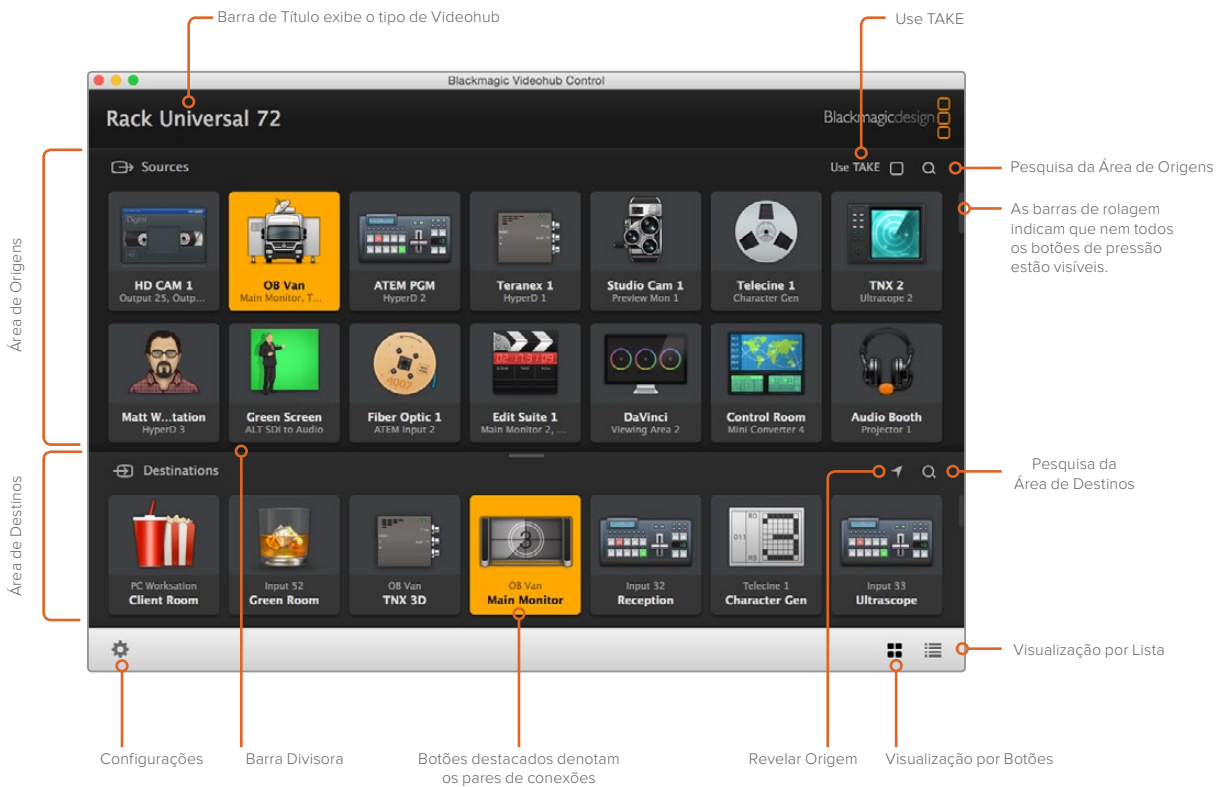 Barra de Título exibe o tipo de Videohub
Use TAKE
Blackmagic Videohub Control
Rack Universal 72
Blackmagicdesign
Área de Origens
Sources
Use TAKE
Pesquisa da Área de Origens
As barras de rolagem
indicam que nem todos
os botões de pressão
estão visíveis.
Digital
HD CAM 1
Output 25, Outp...
OB Van
Main Monitor, T...
ATEM PGM
HyperD 2
Teranex 1
HyperD 1
Studio Cam 1
Preview Mon 1
Telecine 1
Character Gen
TNX 2
Ultrascope 2
4007
Matt W...tation
HyperD 3
Green Screen
ALT SDI to Audio
Fiber Optic 1
ATEM Input 2
Edit Suite 1
Main Monitor 2, ...
DaVinci
Viewing Area 2
Control Room
Mini Converter 4
Audio Booth
Projector 1
Área de Destinos
Destinations
Pesquisa da
Área de Destinos
3
R0
011
R8
PC Worksation
Client Room
Input 52
Green Room
OB Van
TNX 3D
OB Van
Main Monitor
Input 32
Reception
Telecine 1
Character Gen
Input 33
Ultrascope
Visualização por Lista
Configurações
Barra Divisora
Botões destacados denotam
os pares de conexões
Revelar Origem
Visualização por Botões